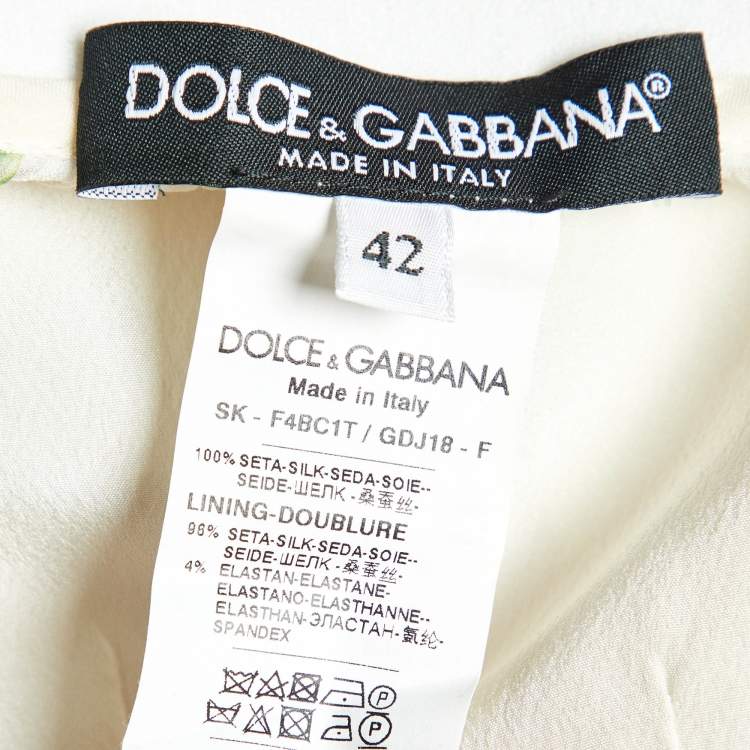 DOLCE & GABBANA®
MADE IN ITALY
42
DOLCE & GABBANA
Made in Italy
SK - F4BC1T / GDJ18 - F
100% SETA-SILK-SEDA-SOIE--
SEIDE-ШЕЛК-桑蚕丝-
LINING-DOUBLURE
96% SETA-SILK-SEDA-SOIE--
SEIDE-ШЕЛК-桑蚕丝-
4% ELASTAN-ELASTANE-
ELASTANO-ELASTHANNE--
ELASTHAN-ЭЛАСТАН-氨纶-
SPANDEX
P
P